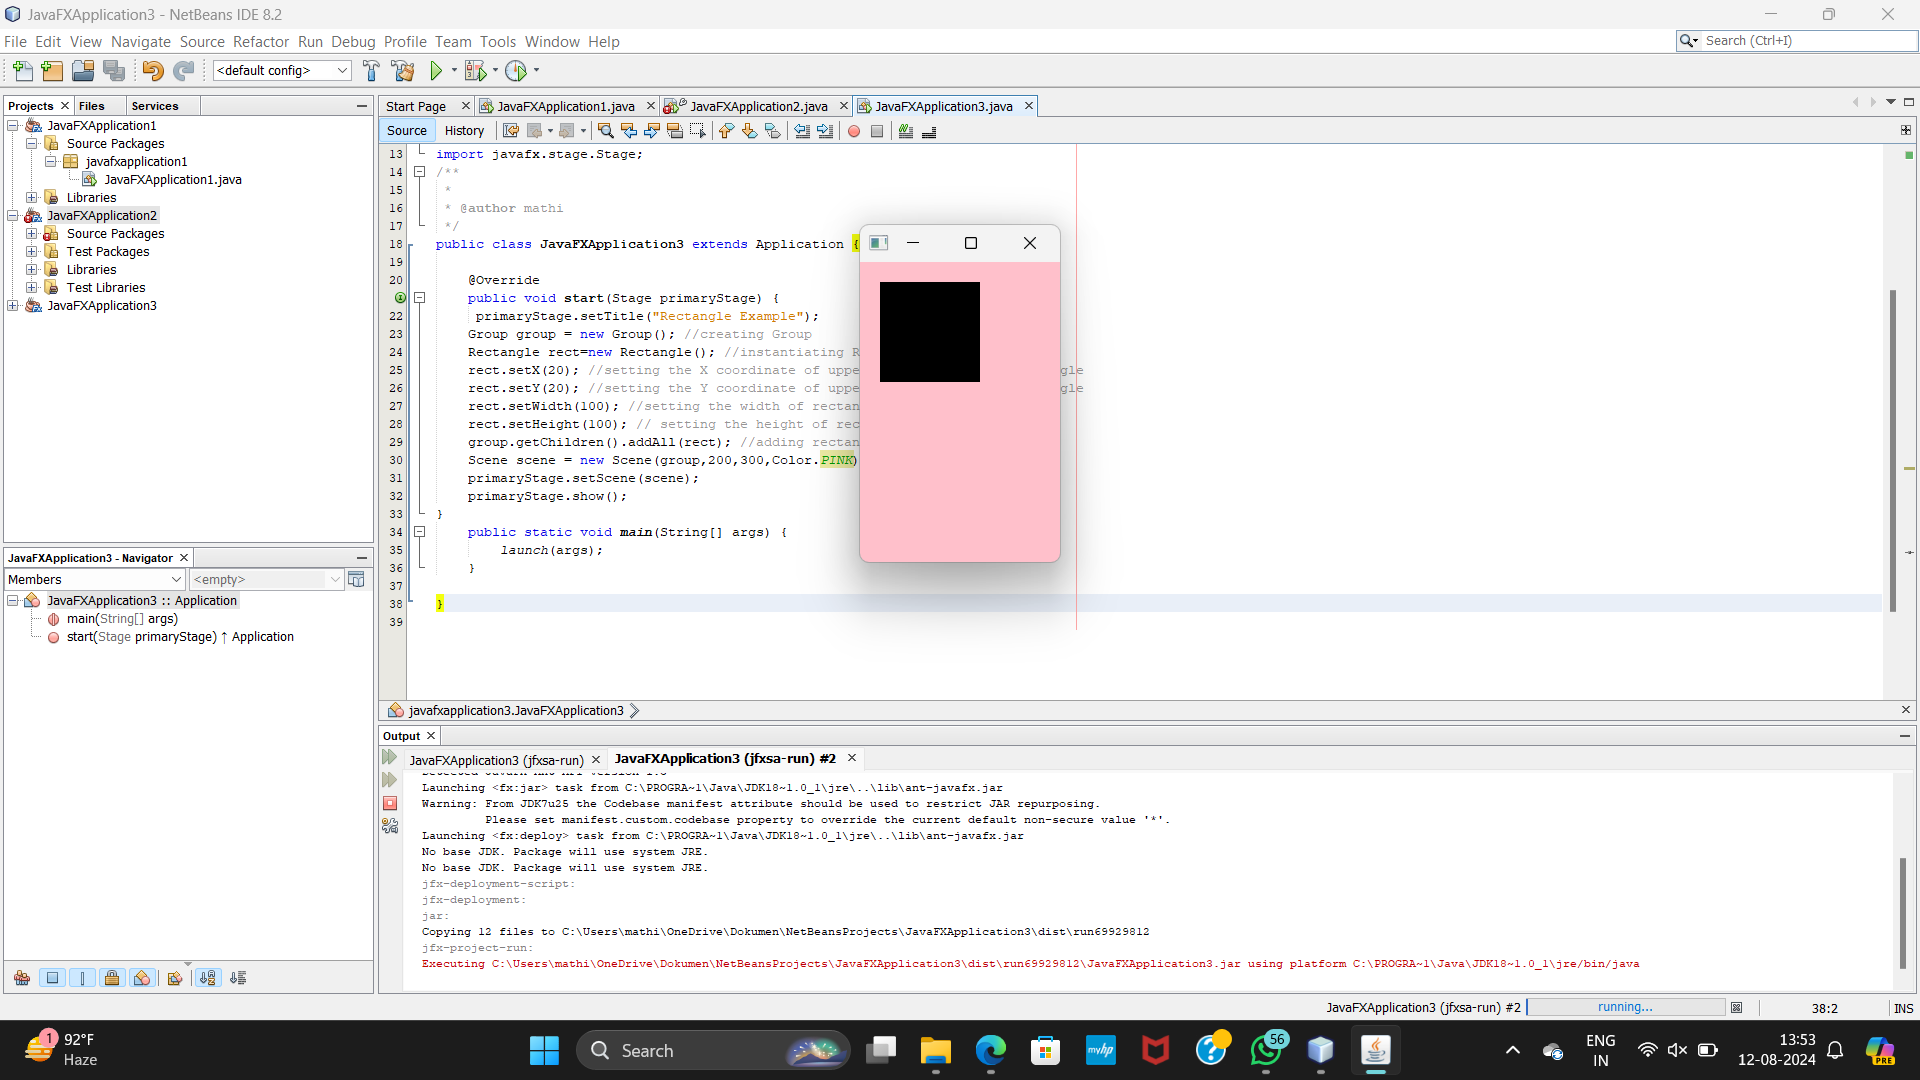 JavaFXApplication3 - NetBeans IDE 8.2
File Edit View Navigate Source Refactor Run Debug Profile Team Tools Window Help
Search (Ctrl+I)
<default config>
Projects Files Services
JavaFXApplication1
Source Packages
javafxapplication1
JavaFXApplication1.java
Libraries
JavaFXApplication2
Source Packages
Test Packages
Libraries
Test Libraries
JavaFXApplication3
JavaFXApplication3 - Navigator
Members <empty>
JavaFXApplication3 :: Application
main(String[] args)
start(Stage primaryStage) ↑ Application
Start Page JavaFXApplication1.java JavaFXApplication2.java JavaFXApplication3.java
Source History
13 import javafx.stage.Stage;
14 /**
15 *
16 * @author mathi
17 */
18 public class JavaFXApplication3 extends Application {
19
20 @Override
public void start(Stage primaryStage) {
22 primaryStage.setTitle("Rectangle Example");
23 Group group = new Group(); //creating Group
24 Rectangle rect=new Rectangle(); //instantiating R
25 rect.setX(20); //setting the X coordinate of uppe gle
26 rect.setY(20); //setting the Y coordinate of uppe gle
27 rect.setWidth(100); //setting the width of rectan
28 rect.setHeight(100); // setting the height of rec
29 group.getChildren().addAll(rect); //adding rectan
30 Scene scene = new Scene(group,200,300,Color.PINK)
31 primaryStage.setScene(scene);
32 primaryStage.show();
33 }
34 public static void main(String[] args) {
35 launch(args);
36 }
37
38 }
39
javafxapplication3.JavaFXApplication3
Output
JavaFXApplication3 (jfxsa-run) JavaFXApplication3 (jfxsa-run) #2
Launching <fx:jar> task from C:\PROGRA~1\Java\JDK18~1.0_1\jre\..\lib\ant-javafx.jar
Warning: From JDK7u25 the Codebase manifest attribute should be used to restrict JAR repurposing.
Please set manifest.custom.codebase property to override the current default non-secure value '*'.
Launching <fx:deploy> task from C:\PROGRA~1\Java\JDK18~1.0_1\jre\..\lib\ant-javafx.jar
No base JDK. Package will use system JRE.
No base JDK. Package will use system JRE.
jfx-deployment-script:
jfx-deployment:
jar:
Copying 12 files to C:\Users\mathi\OneDrive\Dokumen\NetBeansProjects\JavaFXApplication3\dist\run69929812
jfx-project-run:
Executing C:\Users\mathi\OneDrive\Dokumen\NetBeansProjects\JavaFXApplication3\dist\run69929812\JavaFXApplication3.jar using platform C:\PROGRA~1\Java\JDK18~1.0_1\jre/bin/java
JavaFXApplication3 (jfxsa-run) #2 running... 38:2 INS
1 92°F
Haze
Search
myhp
56
ENG
IN
13:53
12-08-2024
PRE